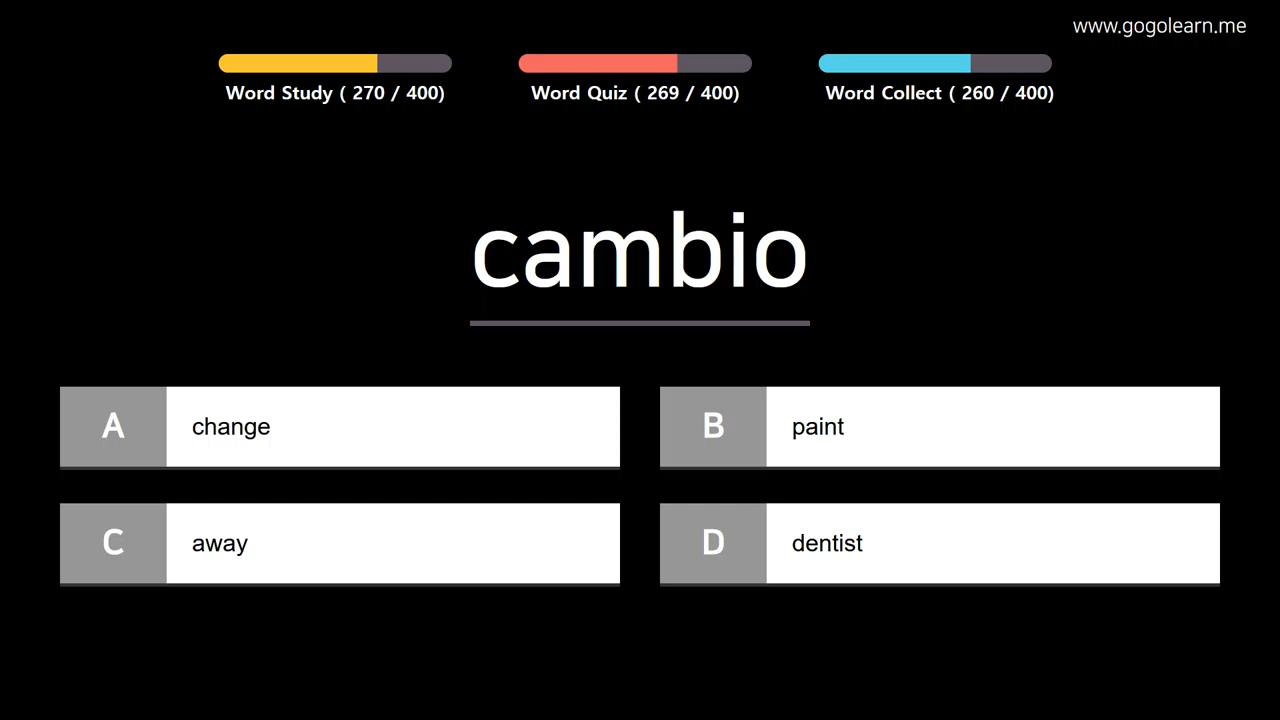 www.gogolearn.me
Word Study ( 270 / 400)
Word Quiz ( 269 / 400)
Word Collect ( 260 / 400)
cambio
A change
B paint
C away
D dentist